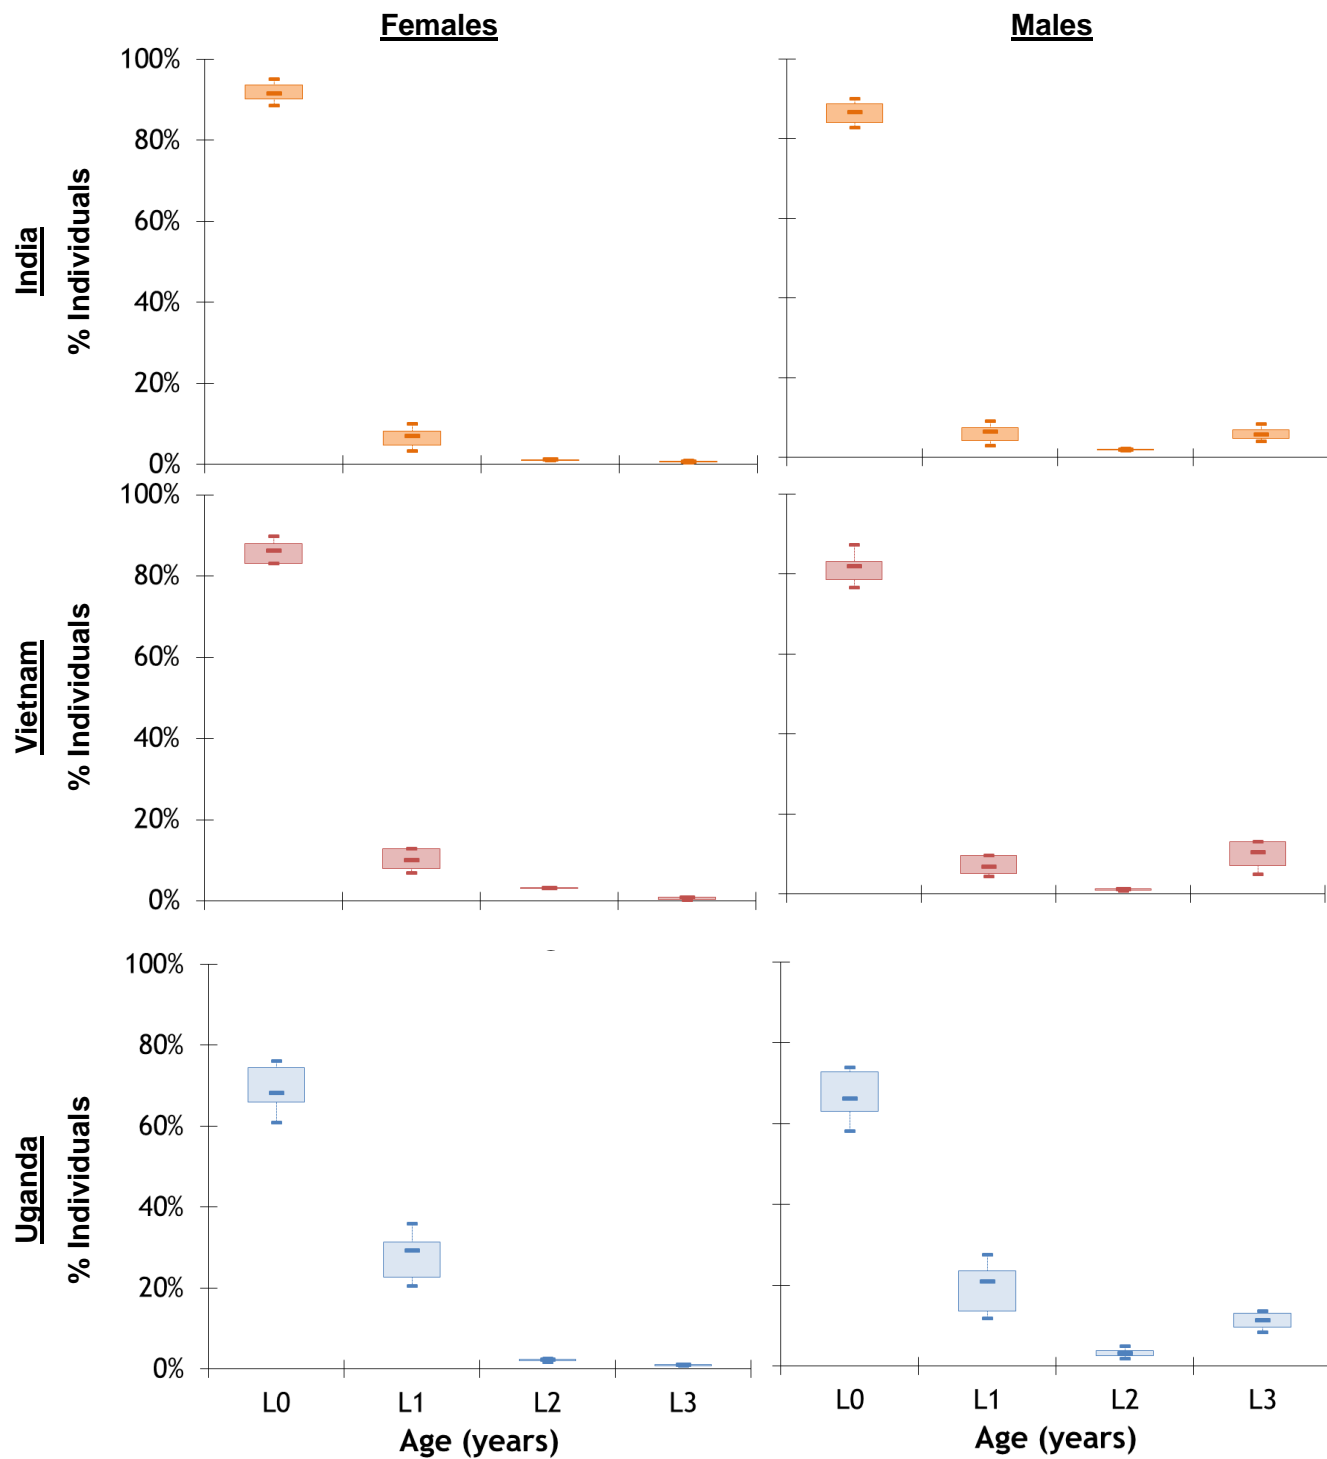 Females
Males
India
% Individuals
100%
80%
60%
40%
20%
0%
Vietnam
% Individuals
100%
80%
60%
40%
20%
0%
Uganda
% Individuals
100%
80%
60%
40%
20%
0%
L0 L1 L2 L3
Age (years)
L0 L1 L2 L3
Age (years)